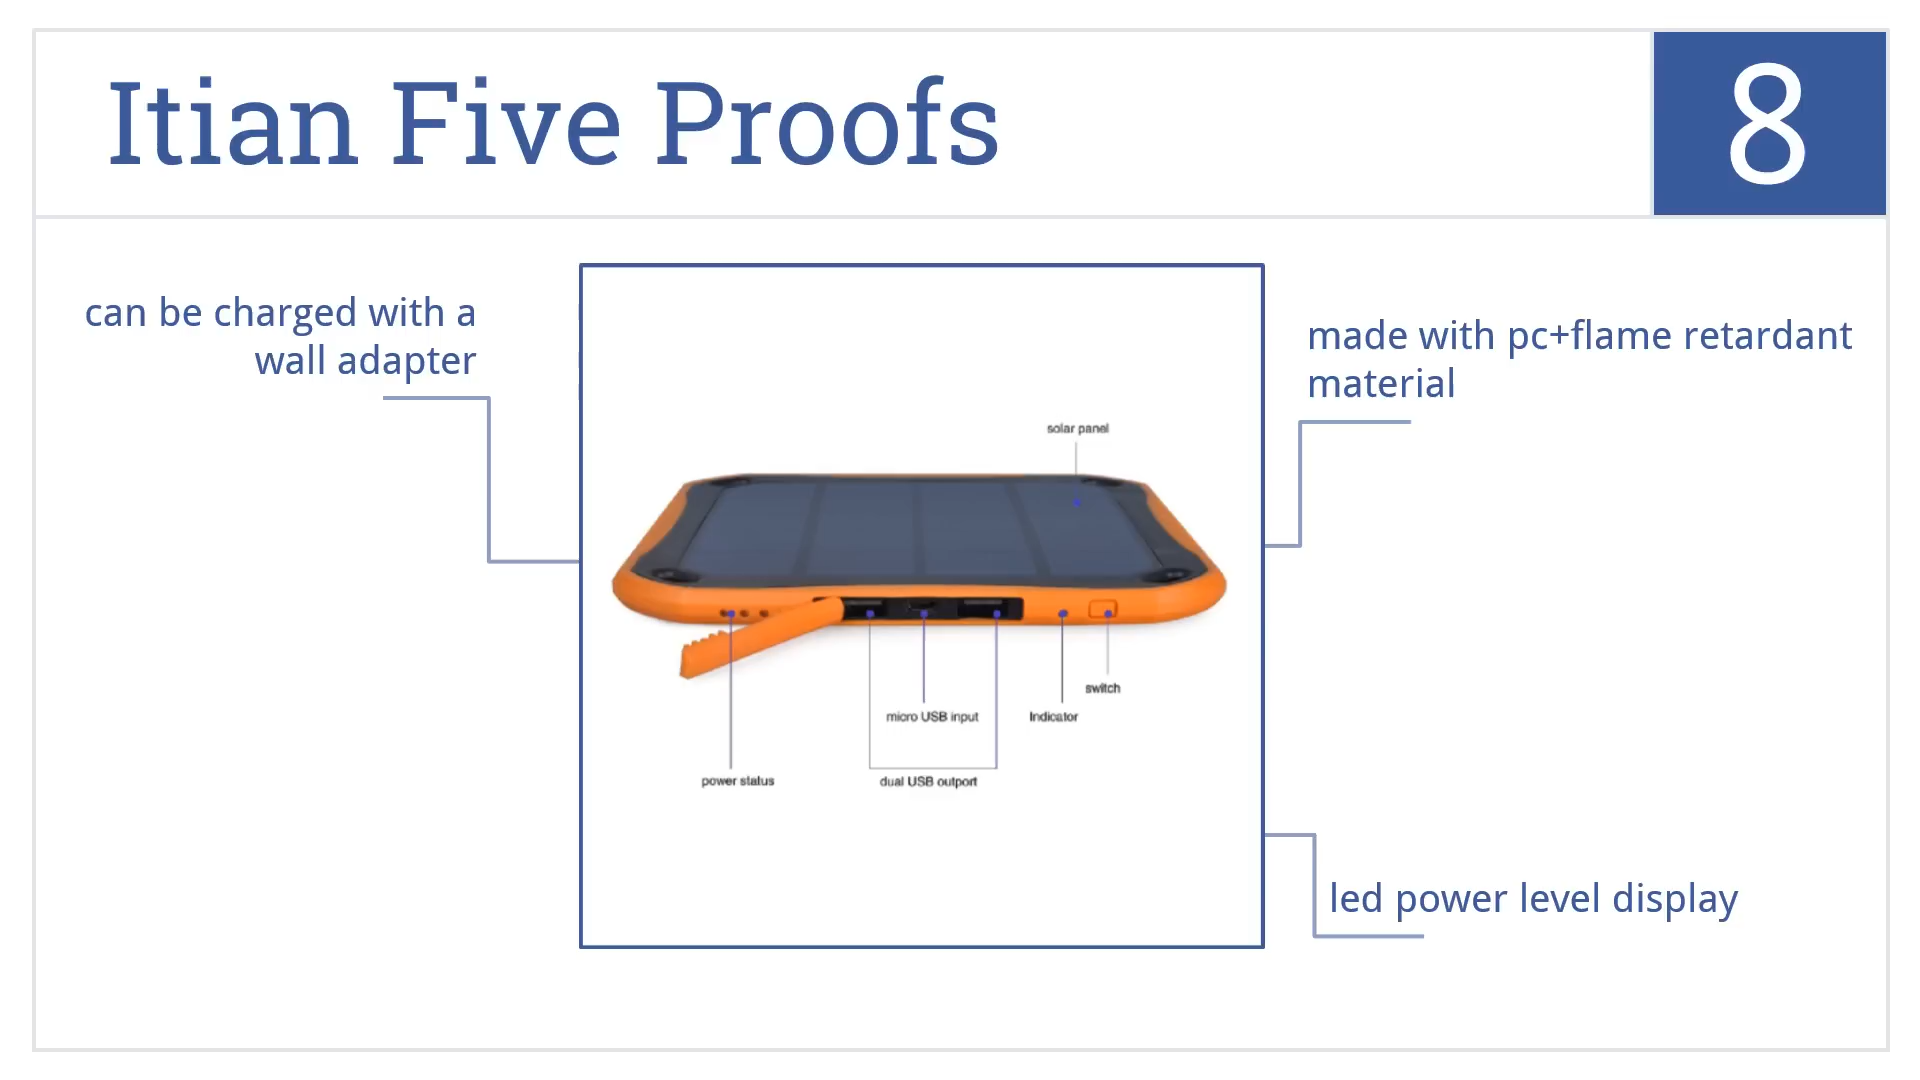 Itian Five Proofs
8
can be charged with a
wall adapter
made with pc+flame retardant
material
solar panel
switch
micro USB input
Indicator
power status
dual USB outport
led power level display